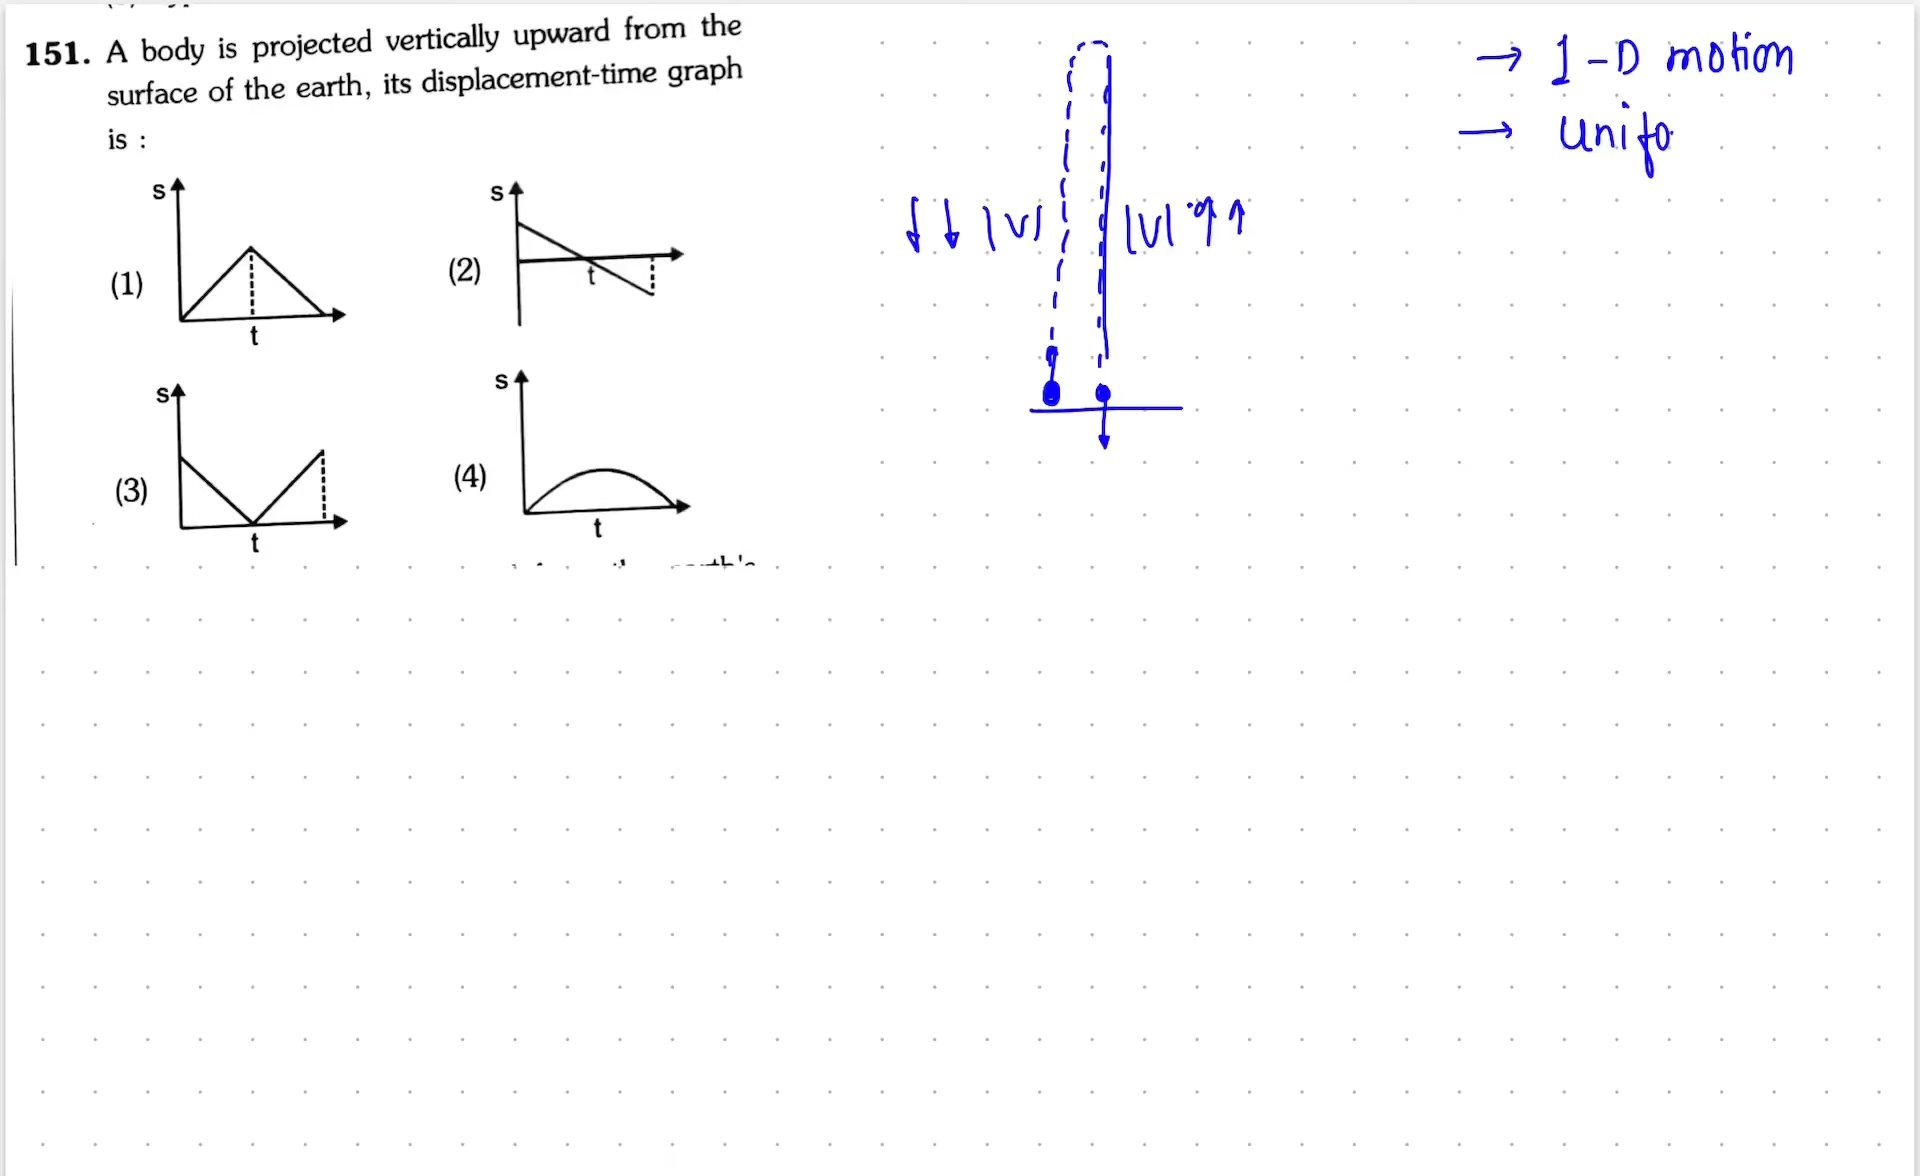 151. A body is projected vertically upward from the
surface of the earth, its displacement-time graph
is :
(1) s t
(2) s t
(3) s t
(4) s t
→ 1-D motion
→ unifo
↓↓ |v| |v| ↑↑